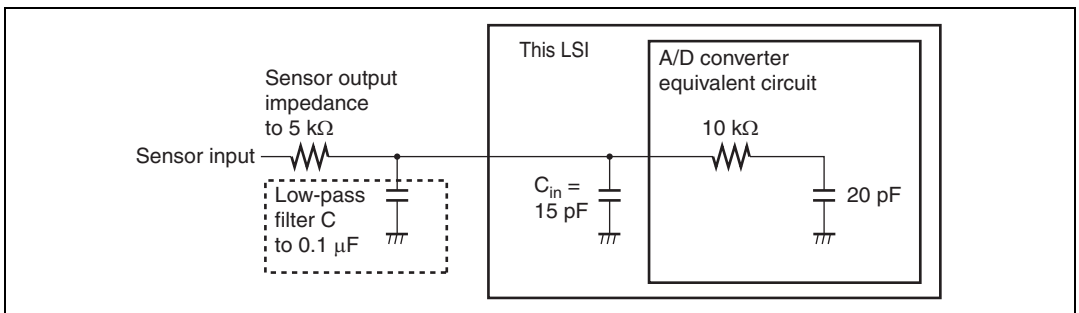 This LSI
A/D converter
equivalent circuit
Sensor output
impedance
to 5 kΩ
10 kΩ
Sensor input
Low-pass
filter C
to 0.1 μF
C_in =
15 pF
20 pF